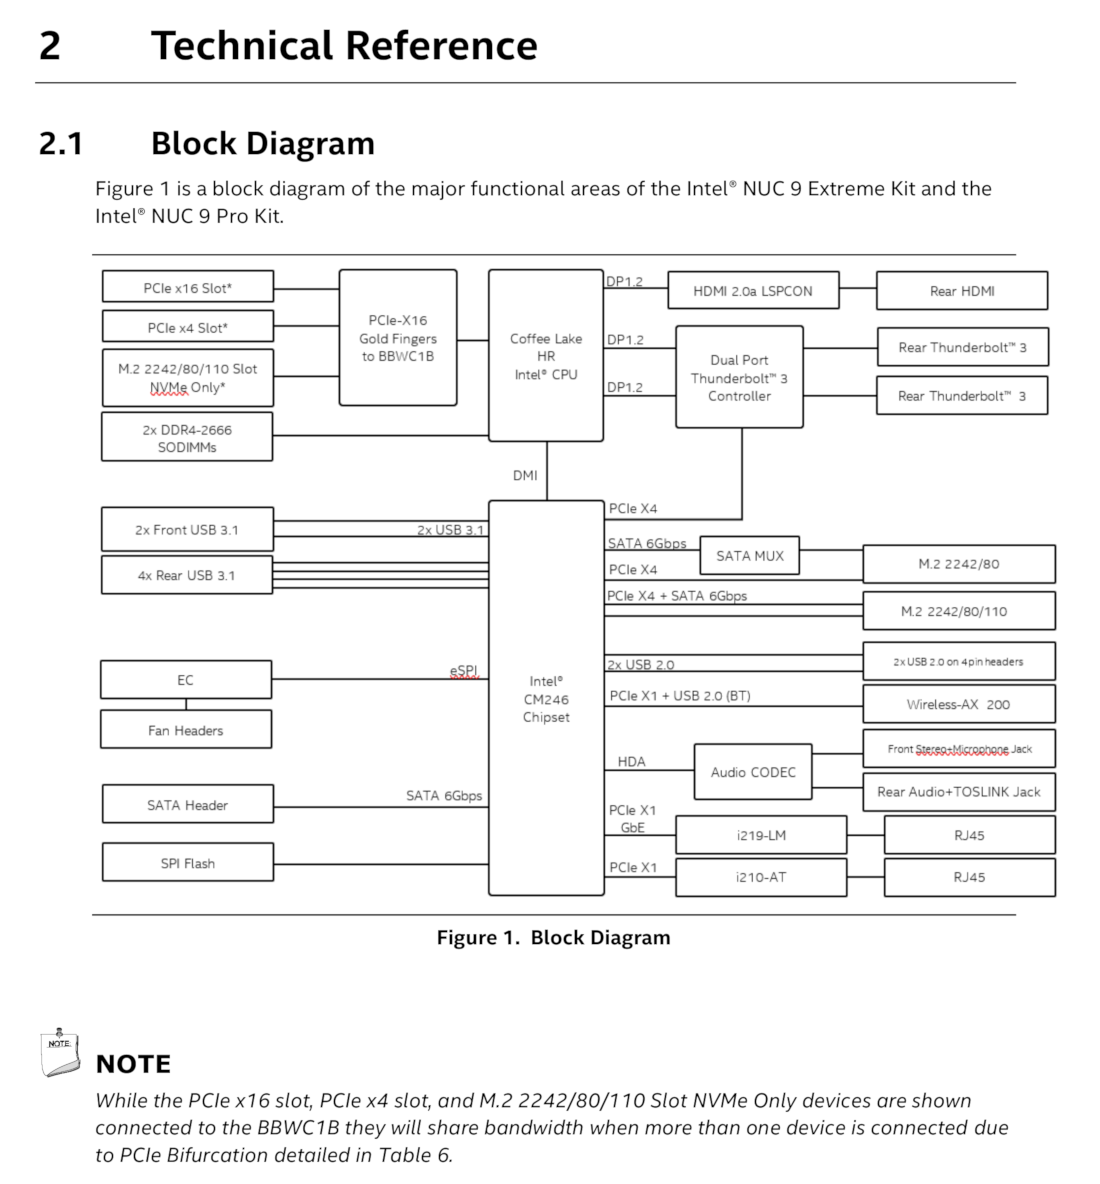 2 Technical Reference
2.1 Block Diagram
Figure 1 is a block diagram of the major functional areas of the Intel® NUC 9 Extreme Kit and the
Intel® NUC 9 Pro Kit.
PCIe x16 Slot*
PCIe x4 Slot*
M.2 2242/80/110 Slot
NVMe Only*
2x DDR4-2666
SODIMMs
PCIe-X16
Gold Fingers
to BBWC1B
Coffee Lake
HR
Intel® CPU
DP1.2
HDMI 2.0a LSPCON
Rear HDMI
DP1.2
DP1.2
Dual Port
Thunderbolt™ 3
Controller
Rear Thunderbolt™ 3
Rear Thunderbolt™ 3
DMI
2x Front USB 3.1
2x USB 3.1
4x Rear USB 3.1
EC
eSPI
Fan Headers
SATA Header
SATA 6Gbps
SPI Flash
Intel®
CM246
Chipset
PCIe X4
SATA 6Gbps
SATA MUX
PCIe X4
M.2 2242/80
PCIe X4 + SATA 6Gbps
M.2 2242/80/110
2x USB 2.0
2x USB 2.0 on 4pin headers
PCIe X1 + USB 2.0 (BT)
Wireless-AX 200
HDA
Audio CODEC
Front Stereo+Microphone Jack
Rear Audio+TOSLINK Jack
PCIe X1
GbE
i219-LM
RJ45
PCIe X1
i210-AT
RJ45
Figure 1. Block Diagram
NOTE
NOTE
While the PCIe x16 slot, PCIe x4 slot, and M.2 2242/80/110 Slot NVMe Only devices are shown
connected to the BBWC1B they will share bandwidth when more than one device is connected due
to PCIe Bifurcation detailed in Table 6.